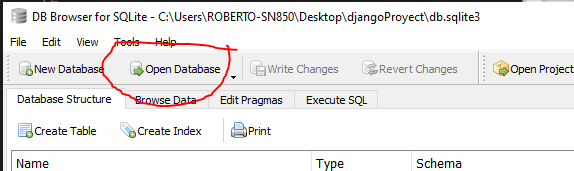 DB Browser for SQLite - C:\Users\ROBERTO-SN850\Desktop\djangoProyect\db.sqlite3
File Edit View Tools Help
New Database Open Database Write Changes Revert Changes Open Project
Database Structure Browse Data Edit Pragmas Execute SQL
Create Table Create Index Print
Name Type Schema